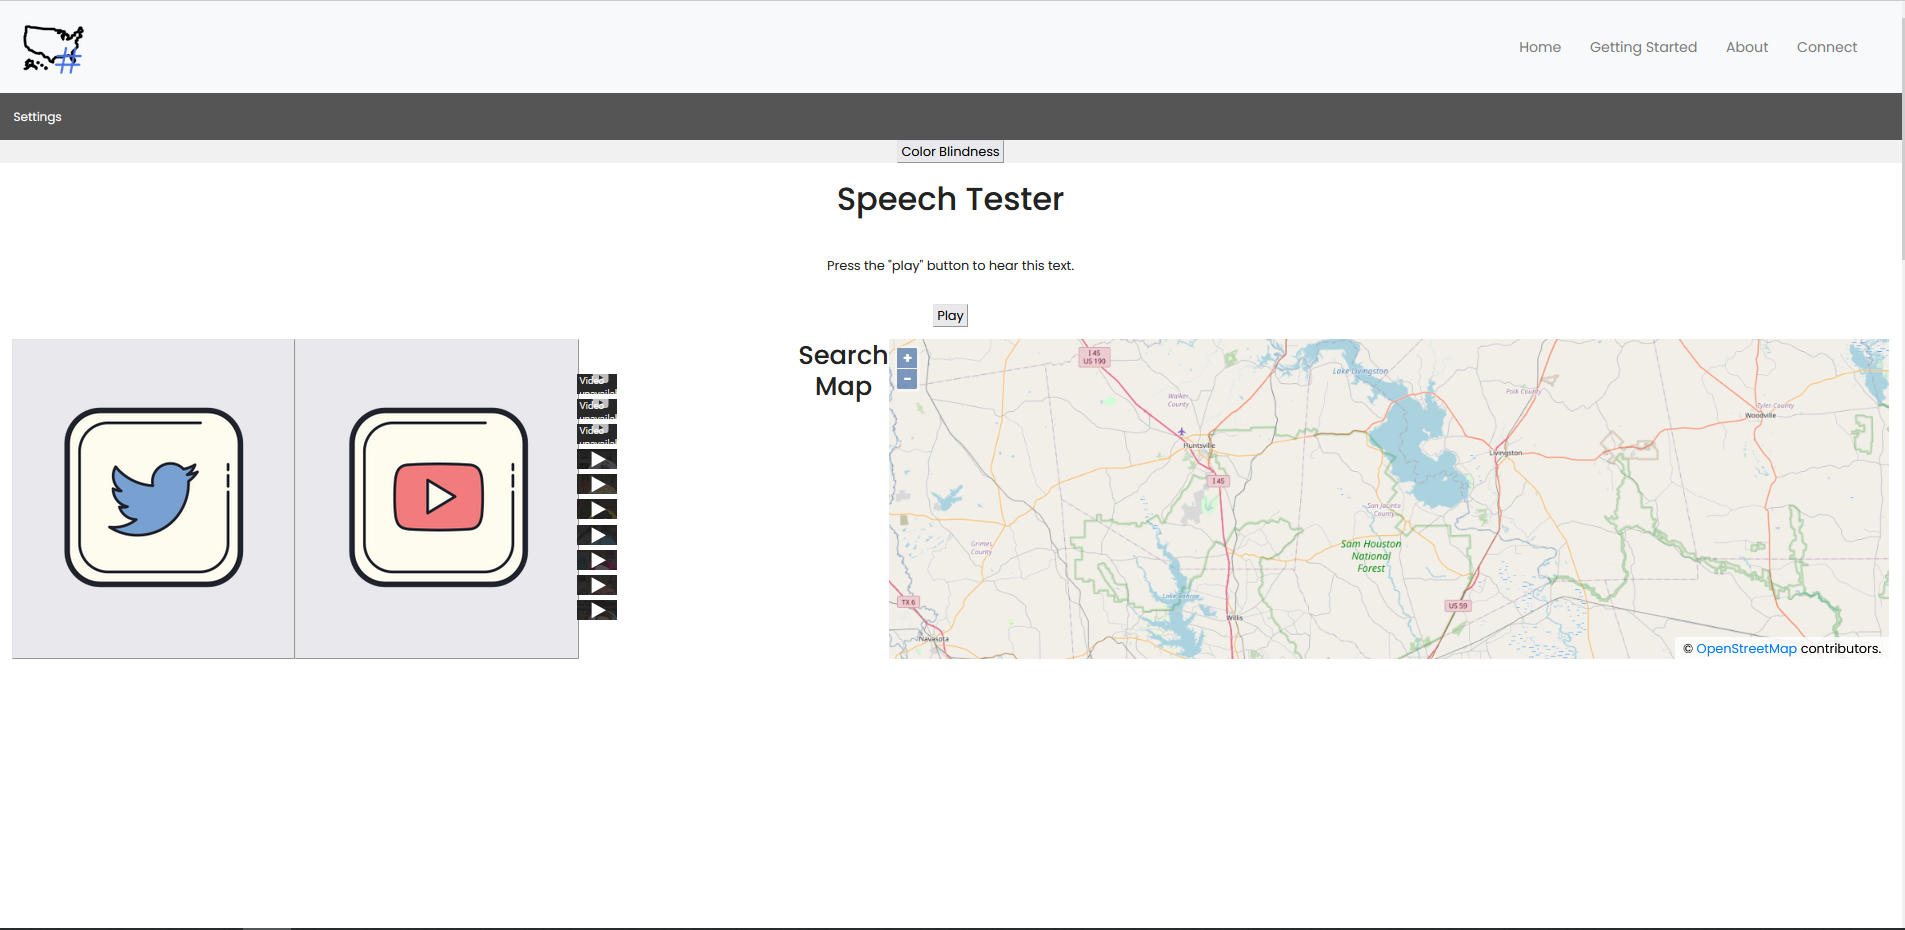 #
Home
Getting Started
About
Connect
Settings
Color Blindness
Speech Tester
Press the "play" button to hear this text.
Play
Video
Video
Video
Search
Map
+
-
I 45
US 190
Lake Livingston
Walker
County
Polk County
Tyler County
Woodville
Huntsville
Livingston
I 45
San Jacinto
County
Grimes
County
Sam Houston
National
Forest
TX 6
Lake Conroe
US 59
Willis
Navasota
© OpenStreetMap contributors.